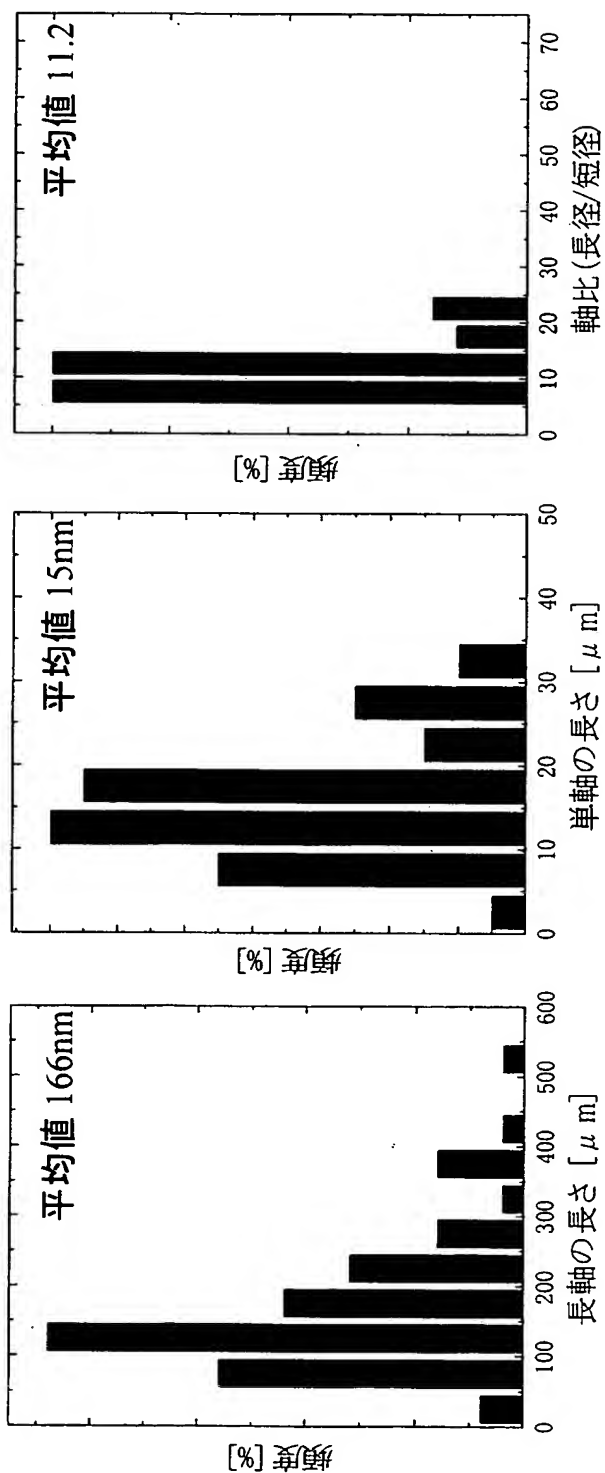 平均値 166nm
頻度 [%]
0 100 200 300 400 500 600
長軸の長さ [μm]
平均値 15nm
頻度 [%]
0 10 20 30 40 50
単軸の長さ [μm]
平均値 11.2
頻度 [%]
0 10 20 30 40 50 60 70
軸比 (長径/短径)